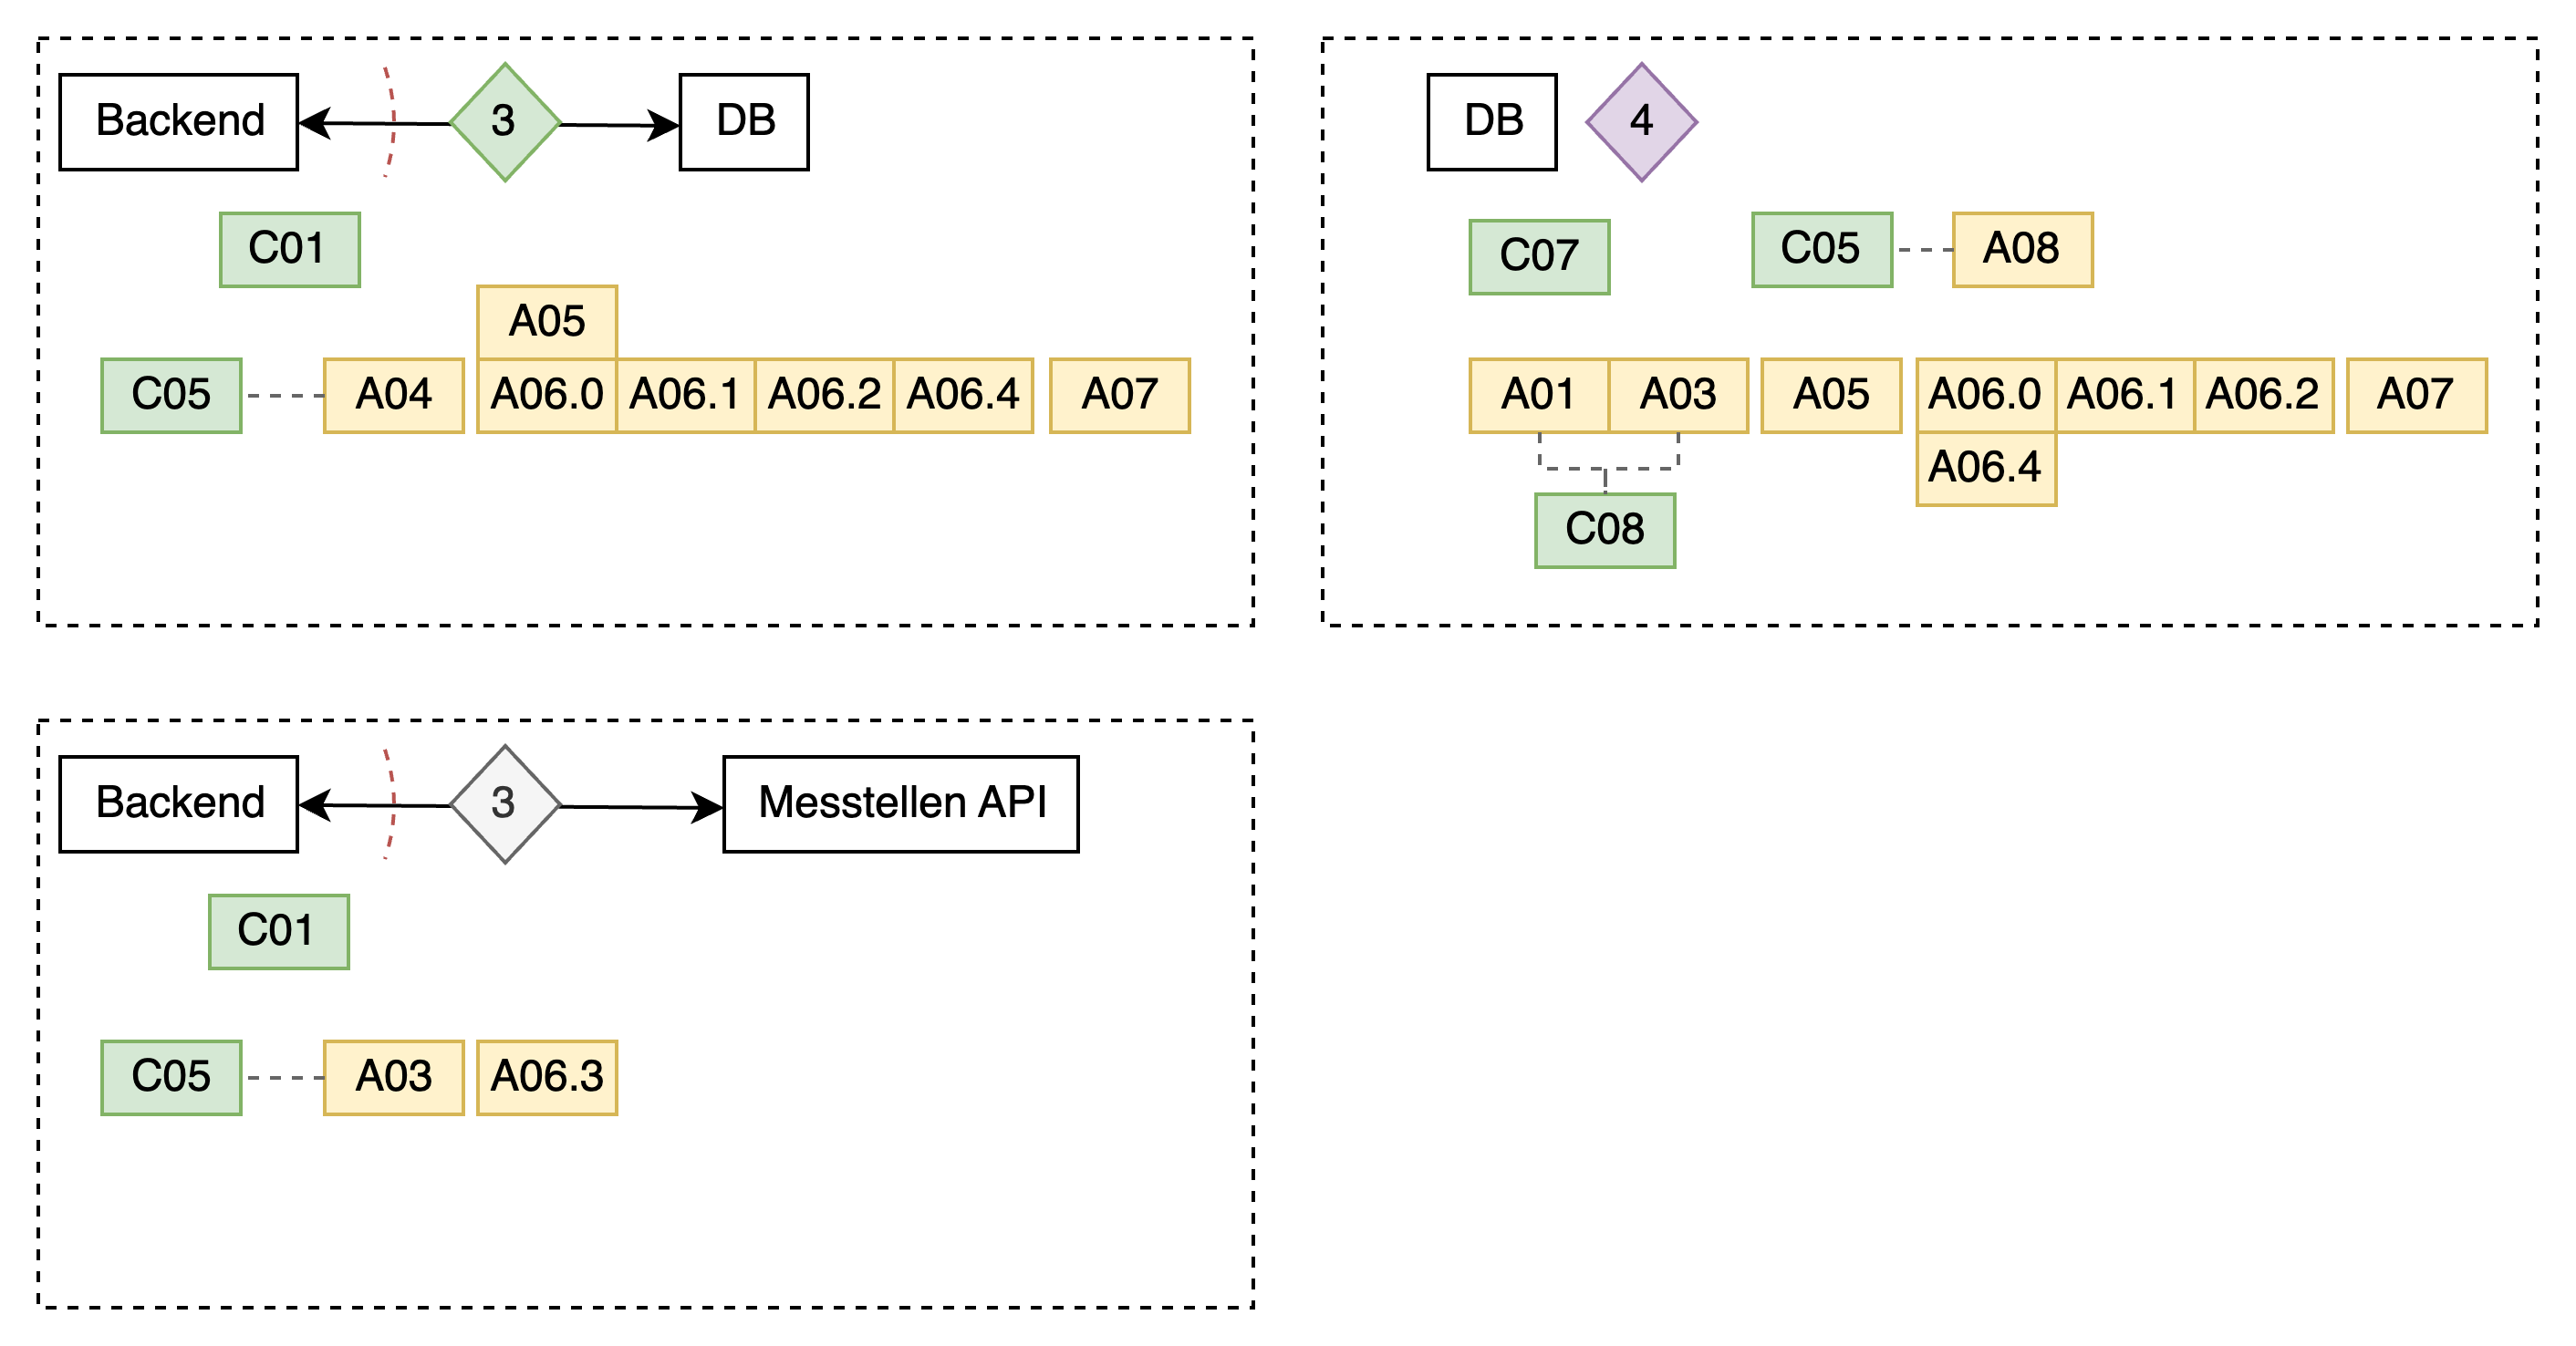 Backend 3 DB
C01
A05
C05 A04 A06.0 A06.1 A06.2 A06.4 A07
DB 4
C07 C05 A08
A01 A03 A05 A06.0 A06.1 A06.2 A07
A06.4
C08
Backend 3 Messtellen API
C01
C05 A03 A06.3